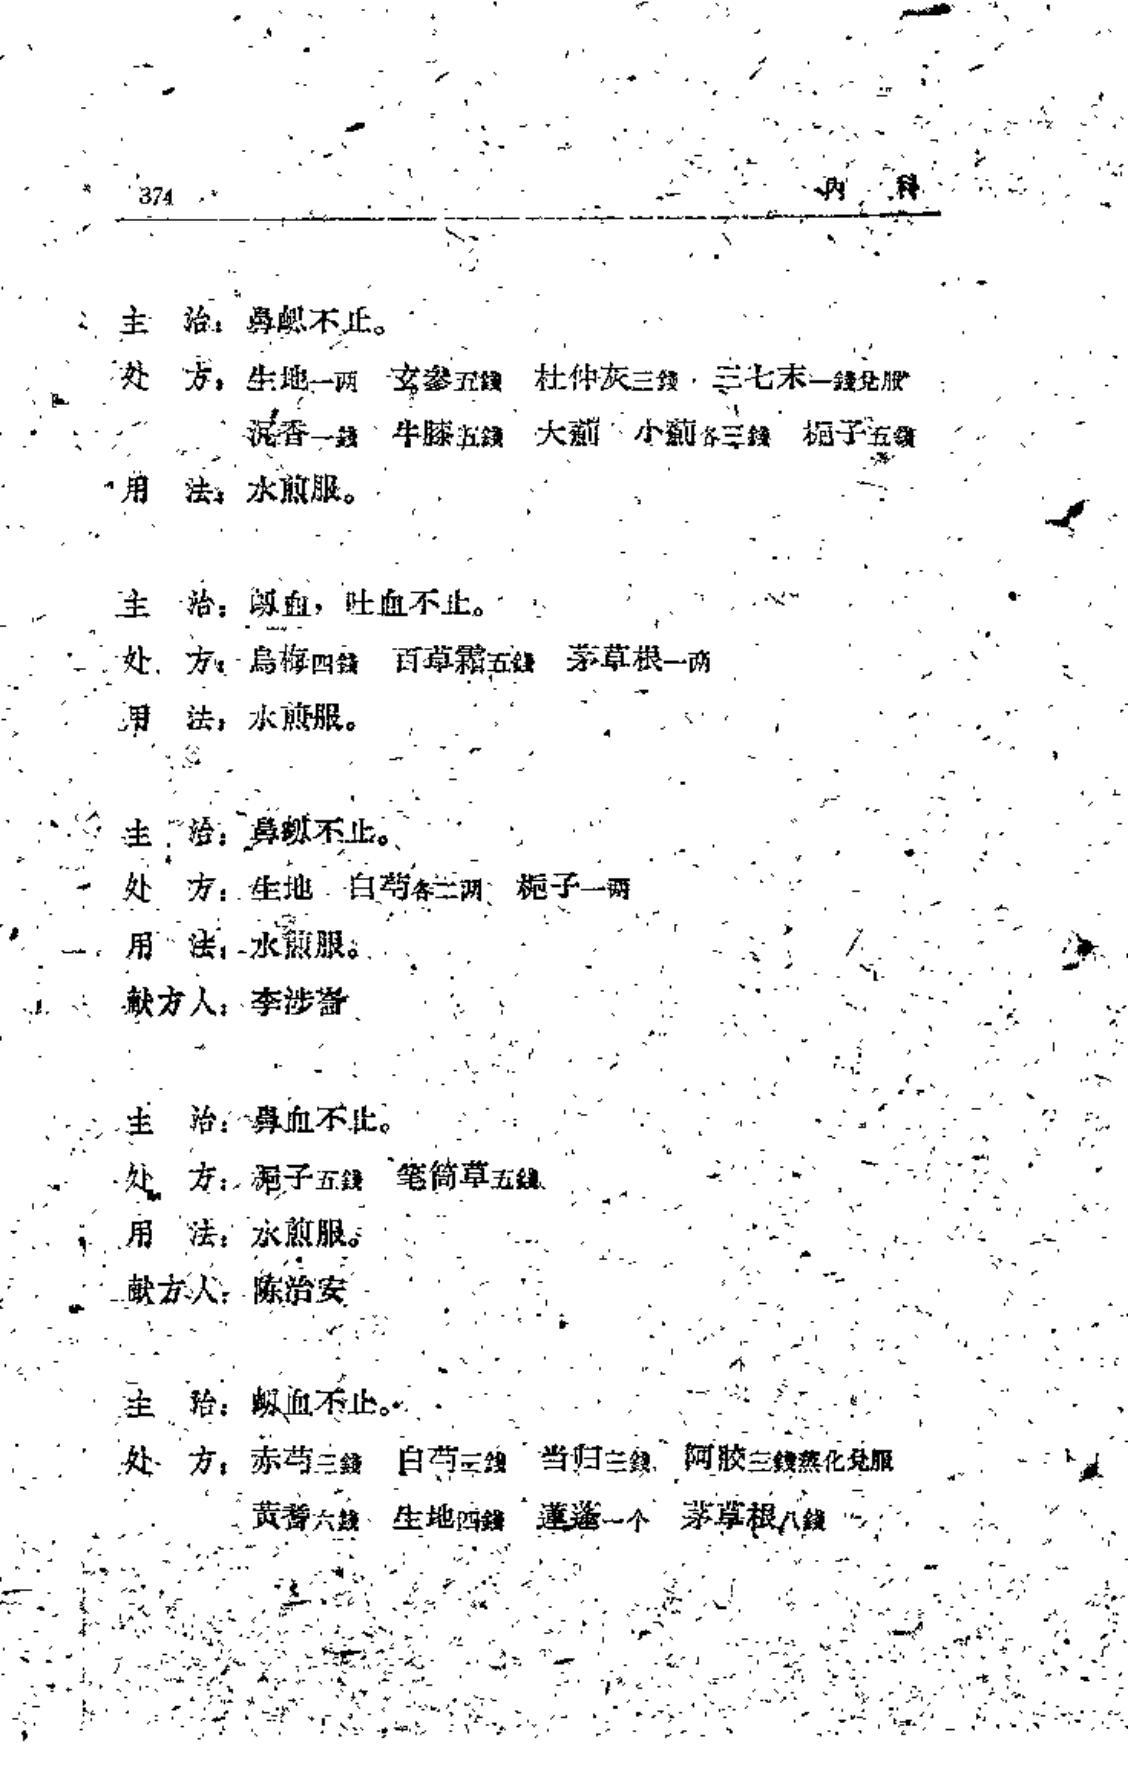 374 内　科
主　治：鼻衂不止。
处　方：生地一两　玄参五錢　杜仲灰三錢　三七末一錢兌服
沉香一錢　牛膝五錢　大薊　小薊各三錢　梔子五錢
用　法：水煎服。
主　治：衂血，吐血不止。
处　方：烏梅四錢　百草霜五錢　茅草根一两
用　法：水煎服。
主　治：鼻衂不止。
处　方：生地　白芍各二两　梔子一两
用　法：水煎服。
献方人：李涉
主　治：鼻血不止。
处　方：梔子五錢　笔筒草五錢
用　法：水煎服。
献方人：陈治安
主　治：衂血不止。
处　方：赤芍三錢　白芍三錢　当归三錢　阿胶三錢蒸化兌服
黃蓍六錢　生地四錢　蓮蓬一个　茅草根八錢